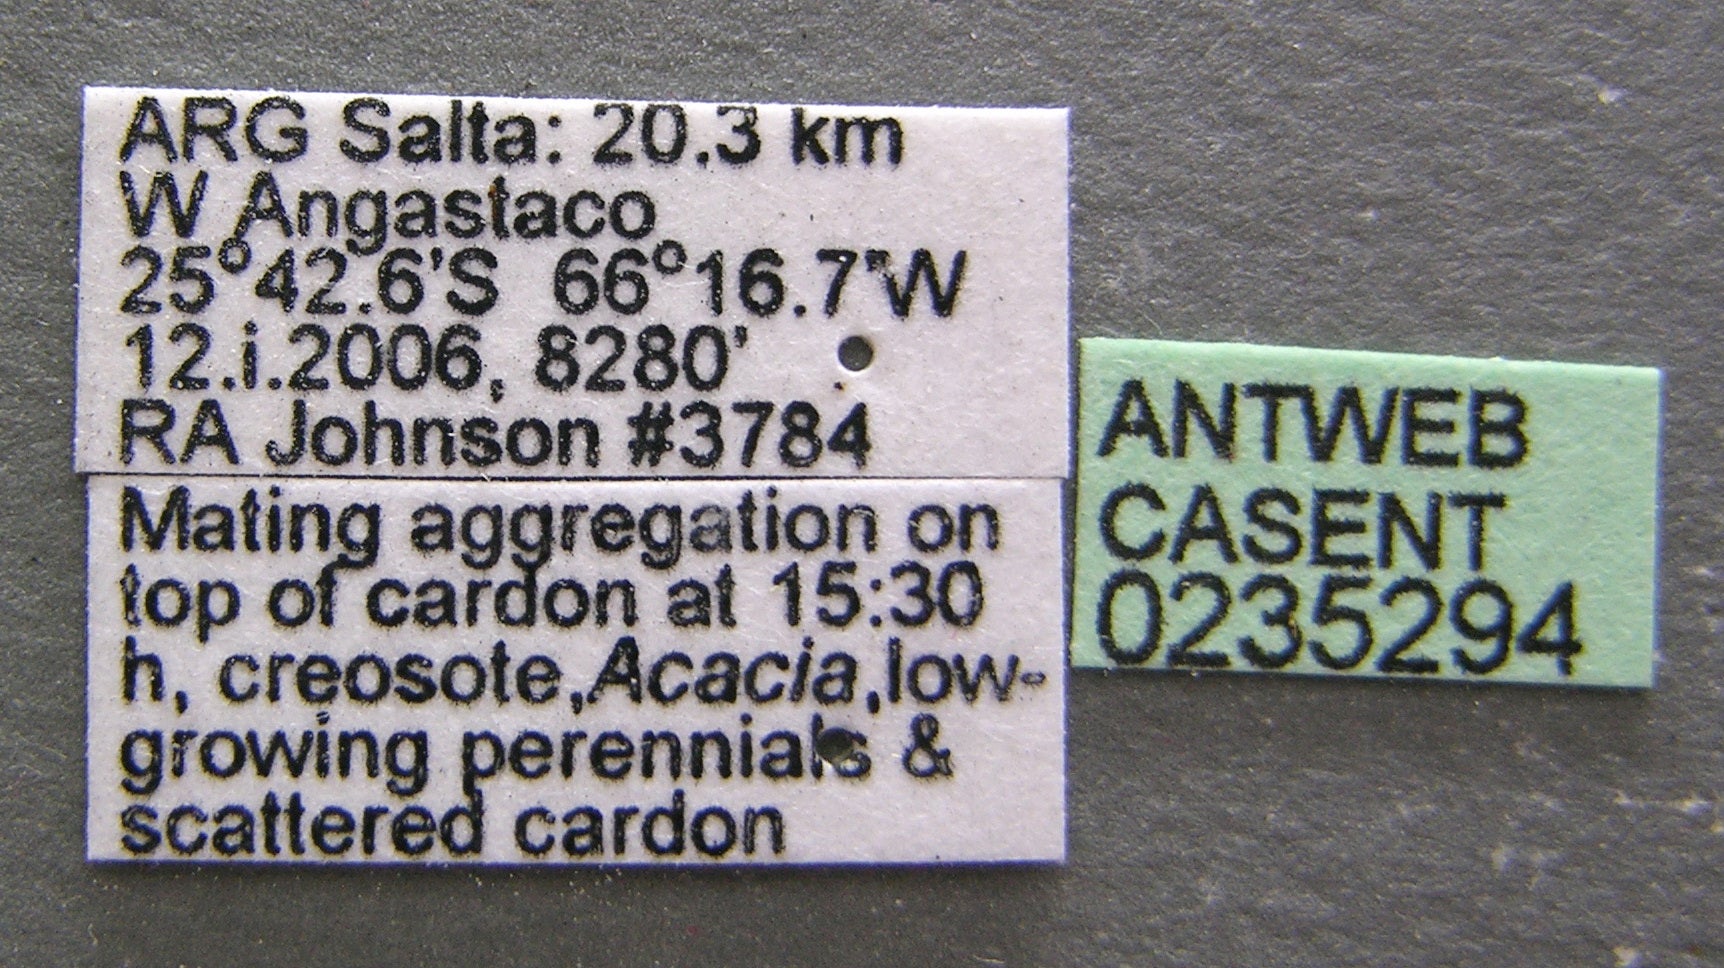 ARG Salta: 20.3 km
W Angastaco
25°42.6'S  66°16.7'W
12.i.2006, 8280'
RA Johnson #3784
Mating aggregation on
top of cardon at 15:30
h, creosote,Acacia,low-
growing perennials &
scattered cardon
ANTWEB
CASENT
0235294